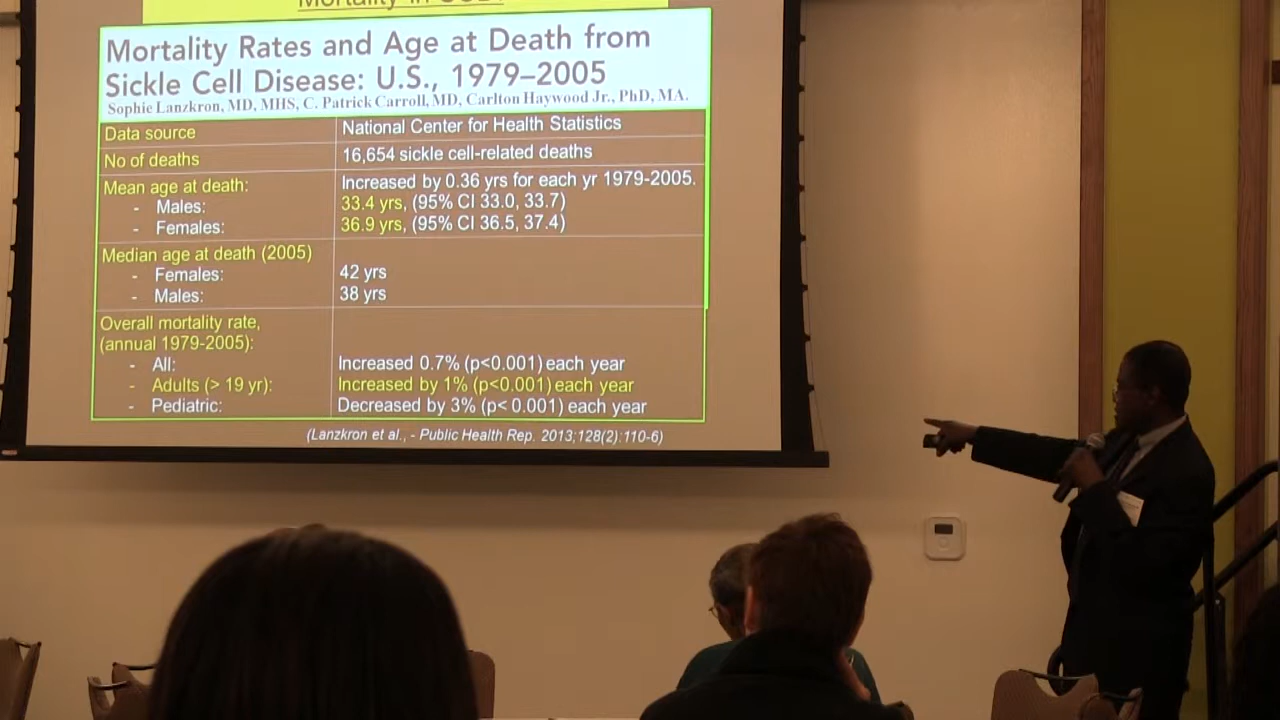 Mortality in SCD:
Mortality Rates and Age at Death from
Sickle Cell Disease: U.S., 1979–2005
Sophie Lanzkron, MD, MHS, C. Patrick Carroll, MD, Carlton Haywood Jr., PhD, MA.
Data source National Center for Health Statistics
No of deaths 16,654 sickle cell-related deaths
Mean age at death: Increased by 0.36 yrs for each yr 1979-2005.
- Males: 33.4 yrs, (95% CI 33.0, 33.7)
- Females: 36.9 yrs, (95% CI 36.5, 37.4)
Median age at death (2005)
- Females: 42 yrs
- Males: 38 yrs
Overall mortality rate,
(annual 1979-2005):
- All: Increased 0.7% (p<0.001) each year
- Adults (> 19 yr): Increased by 1% (p<0.001) each year
- Pediatric: Decreased by 3% (p< 0.001) each year
(Lanzkron et al., - Public Health Rep. 2013;128(2):110-6)